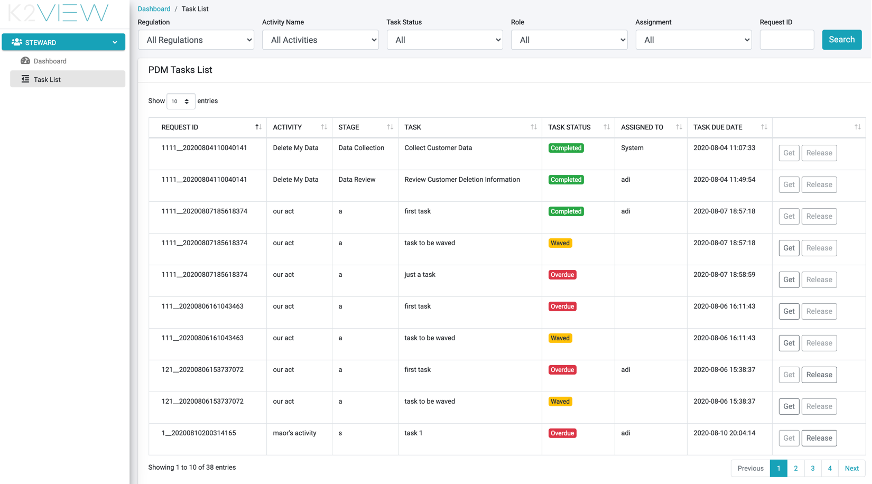 K2VIEW
Dashboard / Task List
Regulation Activity Name Task Status Role Assignment Request ID
All Regulations All Activities All All All Search
STEWARD
Dashboard
Task List
PDM Tasks List
Show 10 entries
REQUEST ID ACTIVITY STAGE TASK TASK STATUS ASSIGNED TO TASK DUE DATE
1111__20200804110040141 Delete My Data Data Collection Collect Customer Data Completed System 2020-08-04 11:07:33 Get Release
1111__20200804110040141 Delete My Data Data Review Review Customer Deletion Information Completed adi 2020-08-04 11:49:54 Get Release
1111__20200807185618374 our act a first task Completed adi 2020-08-07 18:57:18 Get Release
1111__20200807185618374 our act a task to be waved Waved 2020-08-07 18:57:18 Get Release
1111__20200807185618374 our act a just a task Overdue 2020-08-07 18:58:59 Get Release
111__20200806161043463 our act a first task Overdue 2020-08-06 16:11:43 Get Release
111__20200806161043463 our act a task to be waved Waved 2020-08-06 16:11:43 Get Release
121__20200806153737072 our act a first task Overdue adi 2020-08-06 15:38:37 Get Release
121__20200806153737072 our act a task to be waved Waved 2020-08-06 15:38:37 Get Release
1__20200810200314165 maor's activity s task 1 Overdue adi 2020-08-10 20:04:14 Get Release
Showing 1 to 10 of 38 entries Previous 1 2 3 4 Next